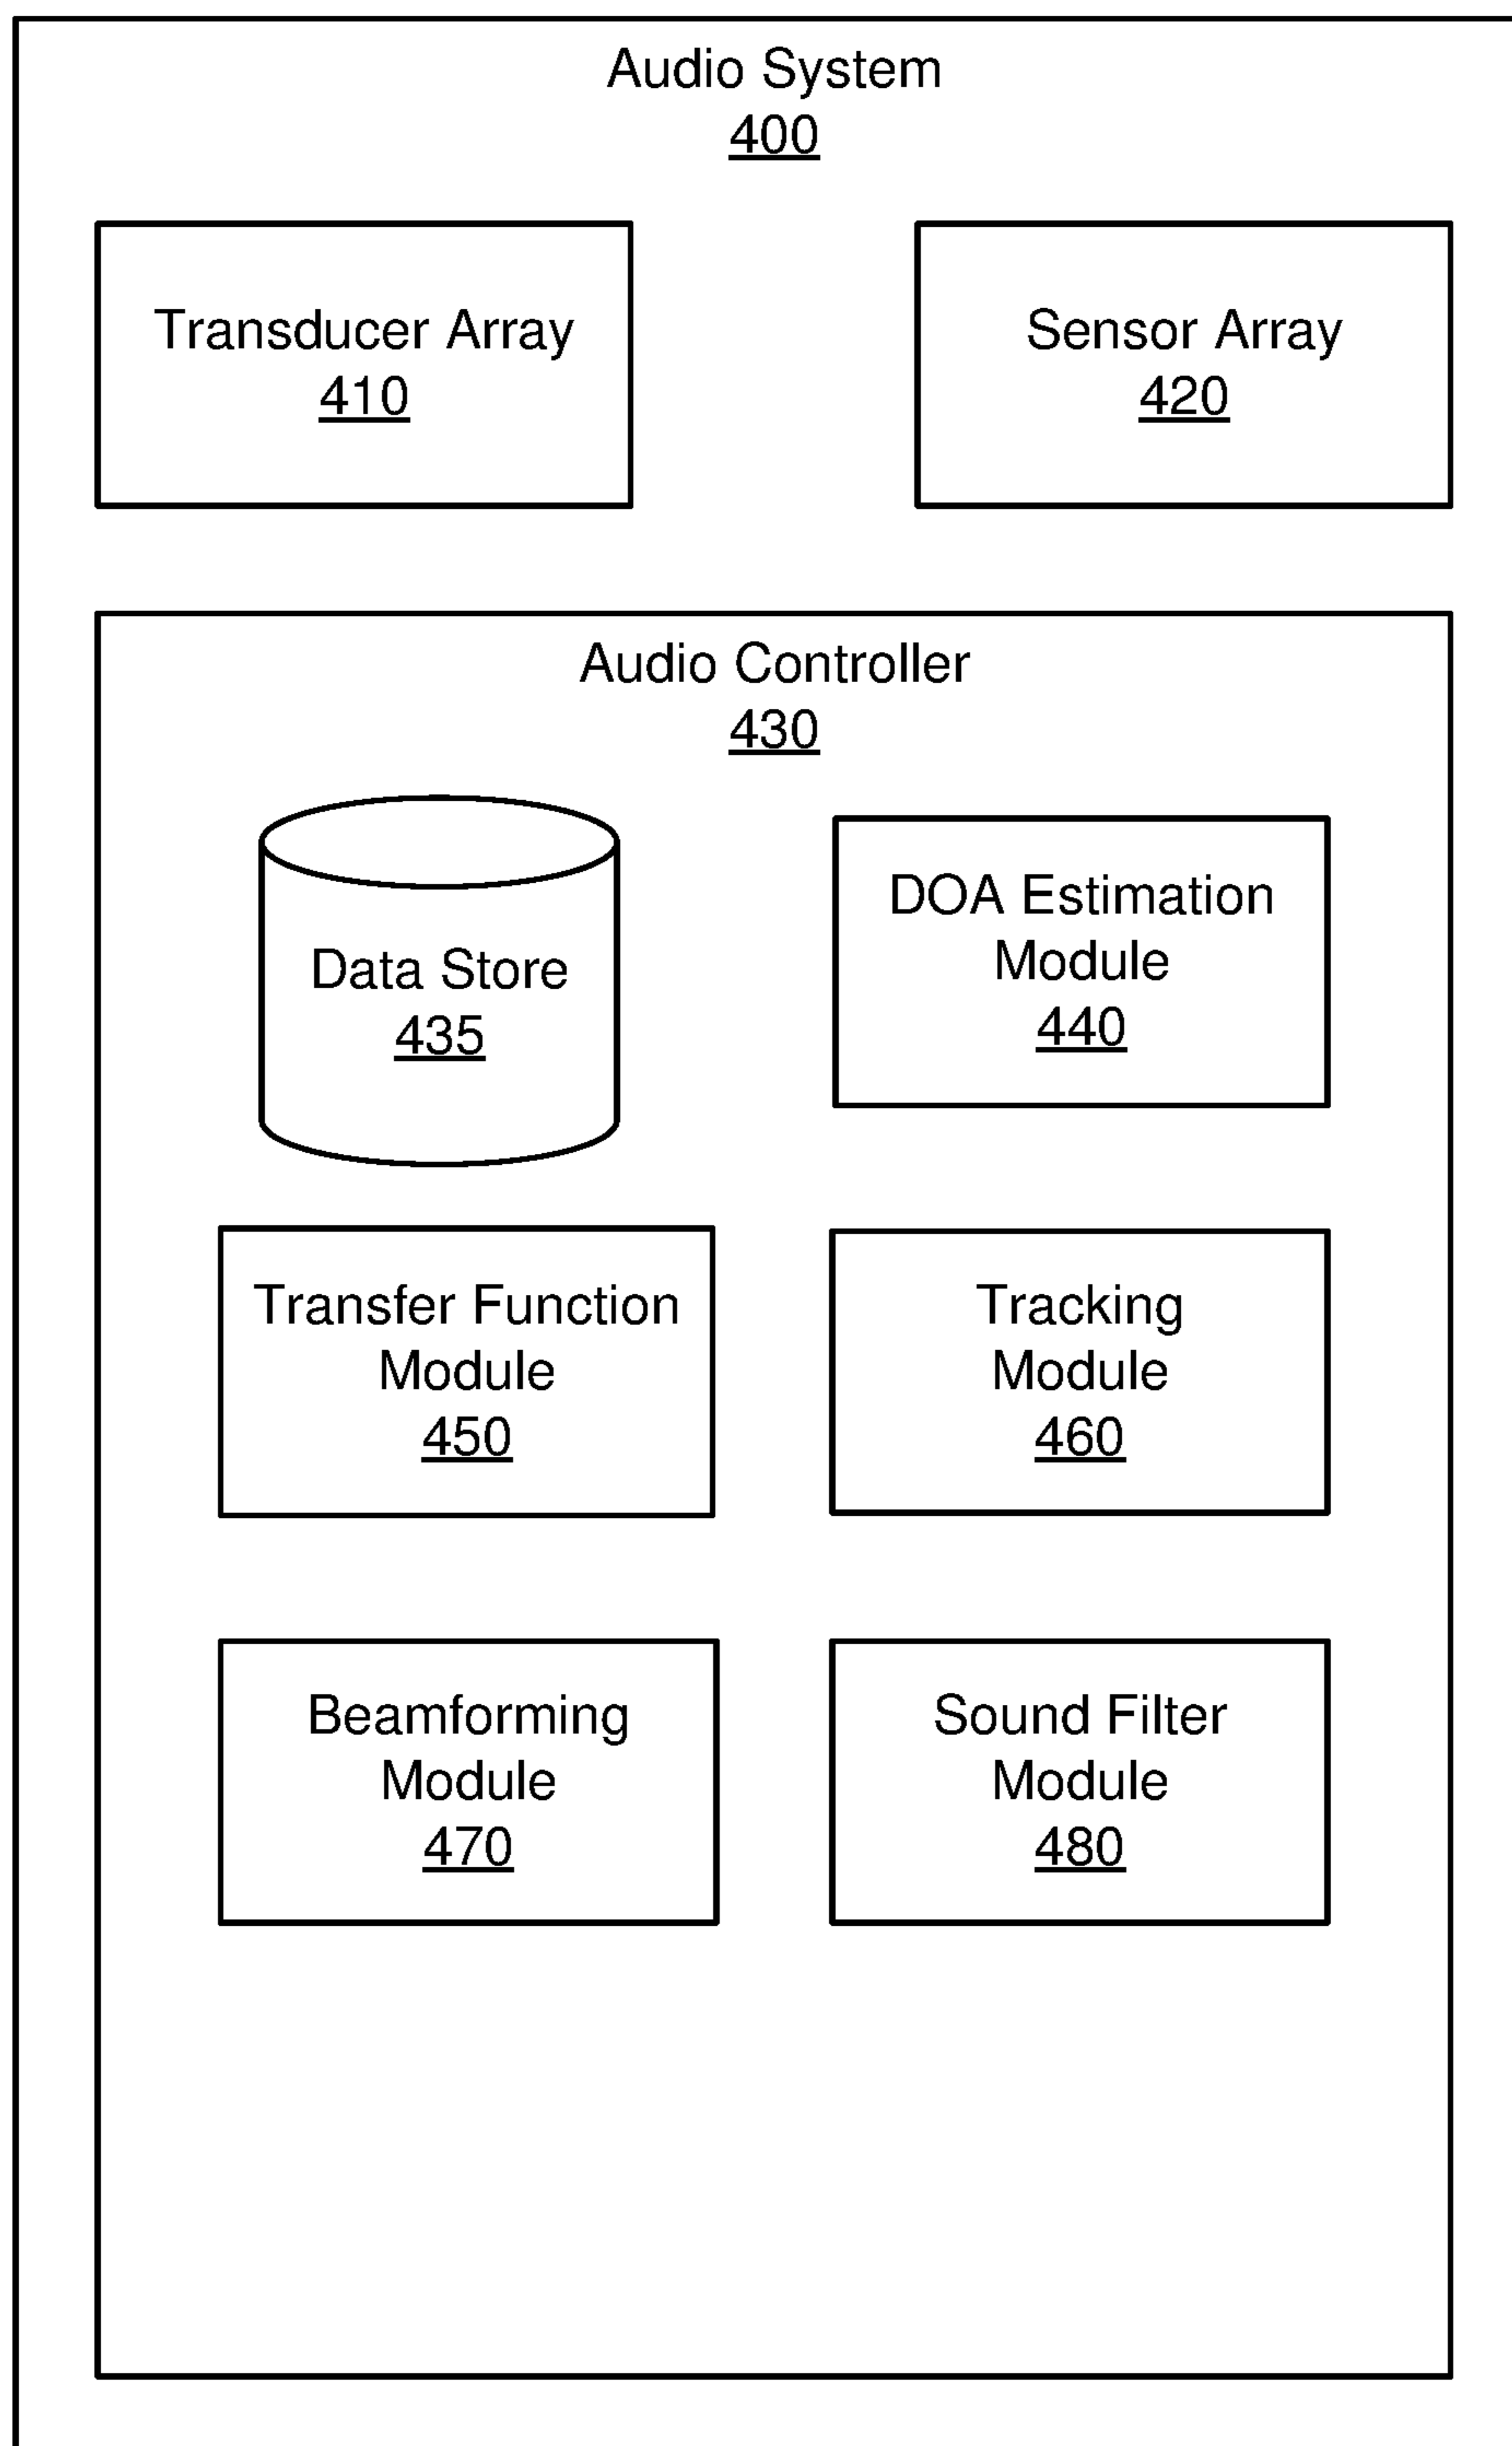 Audio System
400
Transducer Array
410
Sensor Array
420
Audio Controller
430
Data Store
435
DOA Estimation
Module
440
Transfer Function
Module
450
Tracking
Module
460
Beamforming
Module
470
Sound Filter
Module
480